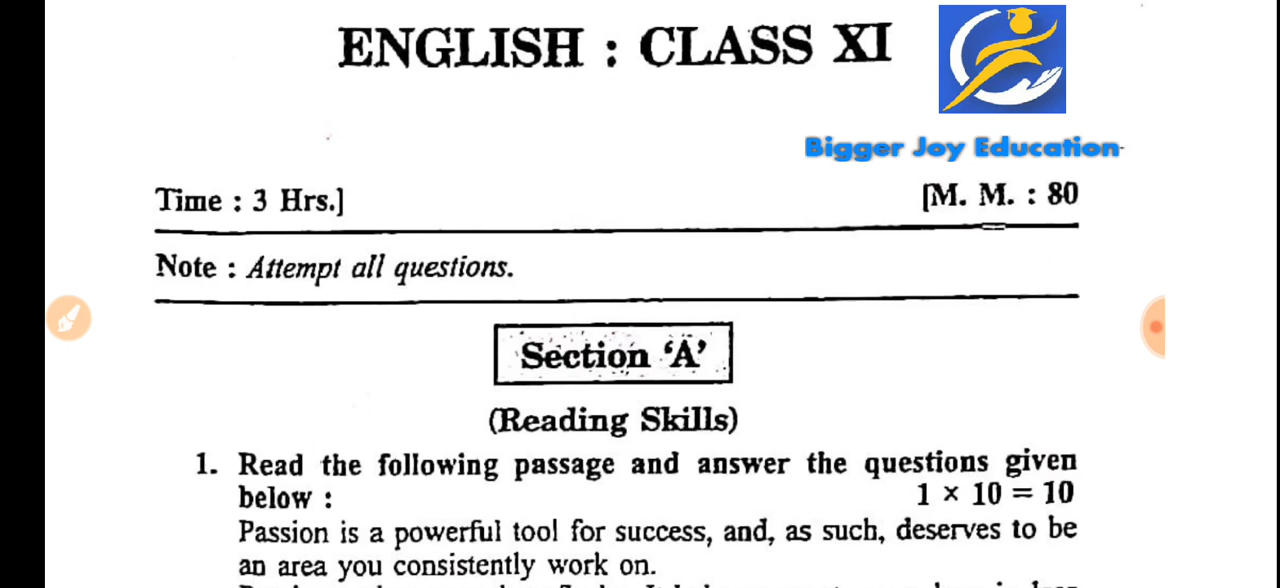 ENGLISH : CLASS XI
Bigger Joy Education
Time : 3 Hrs.]
[M. M. : 80
Note : Attempt all questions.
Section ‘A’
(Reading Skills)
1. Read the following passage and answer the questions given
below :
1 × 10 = 10
Passion is a powerful tool for success, and, as such, deserves to be
an area you consistently work on.